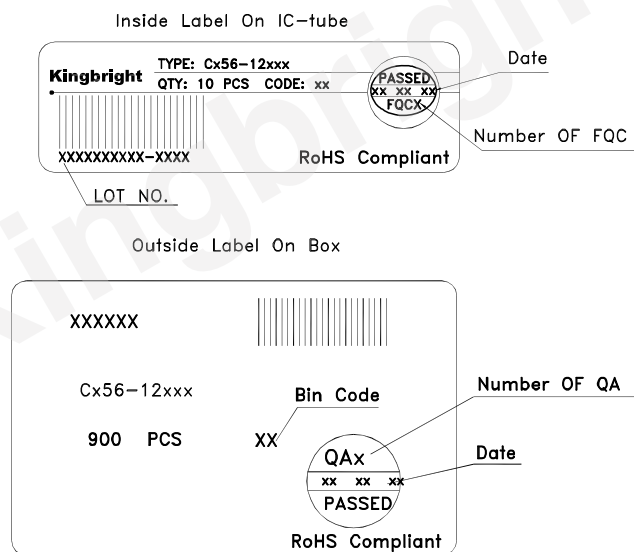 Inside Label On IC-tube
Kingbright
TYPE: Cx56-12xxx
QTY: 10 PCS CODE: xx
PASSED
xx xx xx
FQCX
Date
Number OF FQC
XXXXXXXXXX-XXXX
RoHS Compliant
LOT NO.
Outside Label On Box
XXXXXX
Cx56-12xxx
Bin Code
Number OF QA
900 PCS
XX
QAx
Date
xx xx xx
PASSED
RoHS Compliant
kingbright